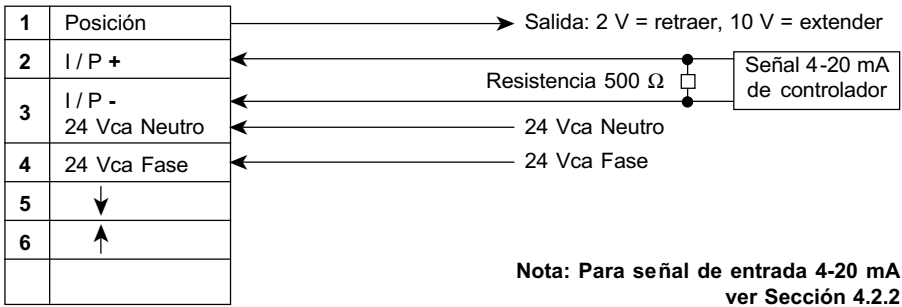 1 Posición Salida: 2 V = retraer, 10 V = extender
2 I / P +
Resistencia 500 Ω
Señal 4-20 mA
de controlador
3 I / P -
24 Vca Neutro 24 Vca Neutro
4 24 Vca Fase 24 Vca Fase
5
6
Nota: Para señal de entrada 4-20 mA
ver Sección 4.2.2